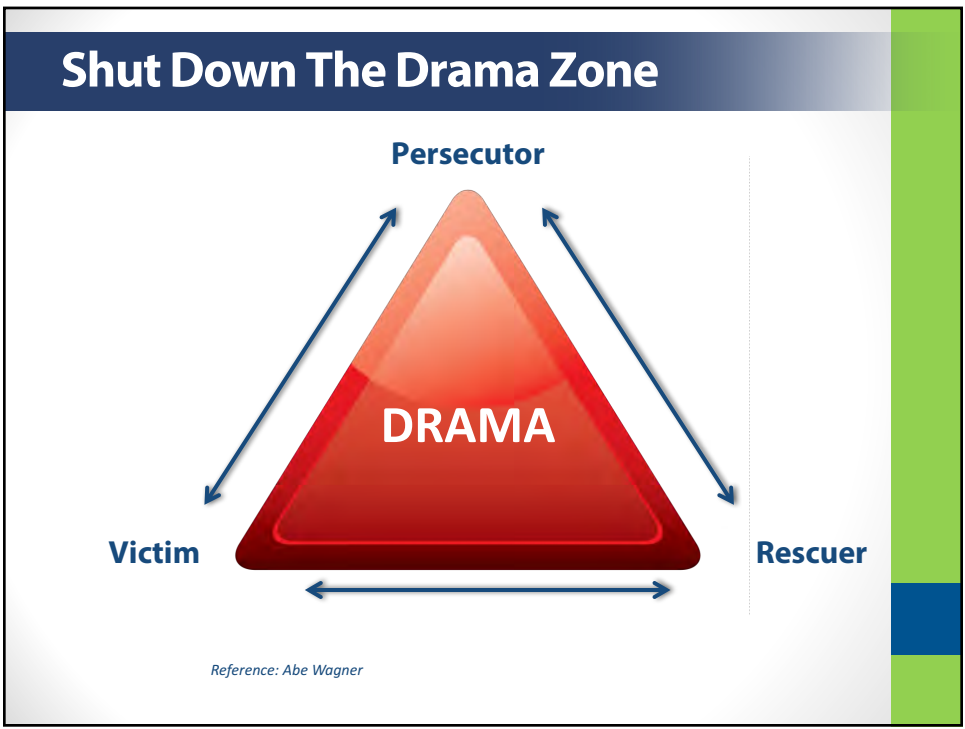 Shut Down The Drama Zone
Persecutor
DRAMA
Victim
Rescuer
Reference: Abe Wagner